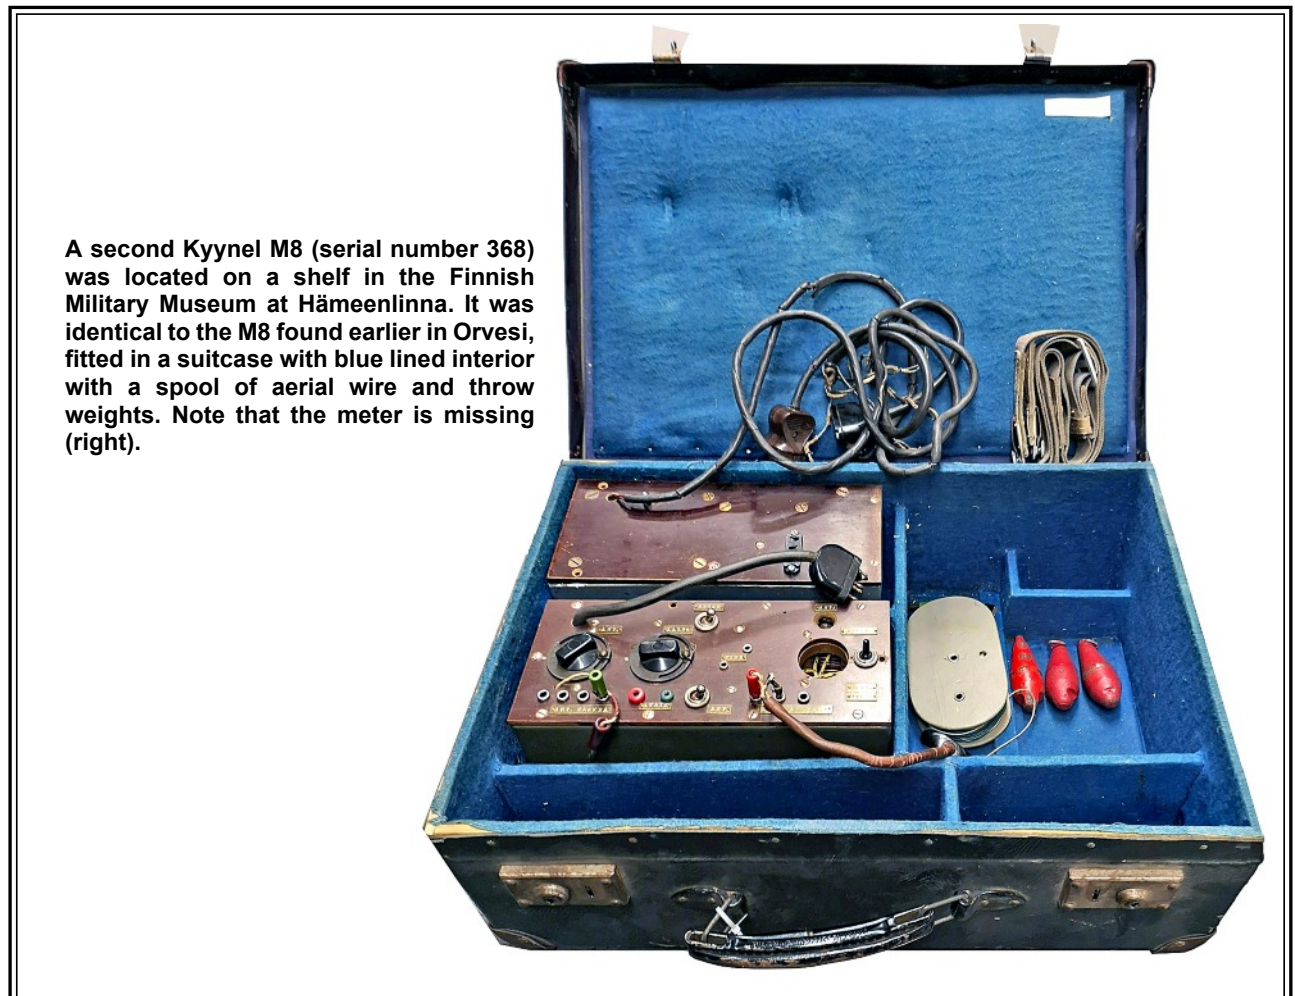 A second Kyynel M8 (serial number 368)
was located on a shelf in the Finnish
Military Museum at Hämeenlinna. It was
identical to the M8 found earlier in Orvesi,
fitted in a suitcase with blue lined interior
with a spool of aerial wire and throw
weights. Note that the meter is missing
(right).